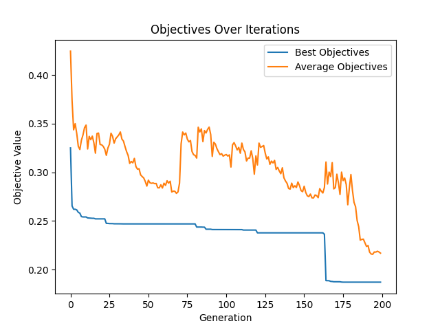 Objectives Over Iterations
Best Objectives
Average Objectives
Objective Value
0.40
0.35
0.30
0.25
0.20
0
25
50
75
100
125
150
175
200
Generation